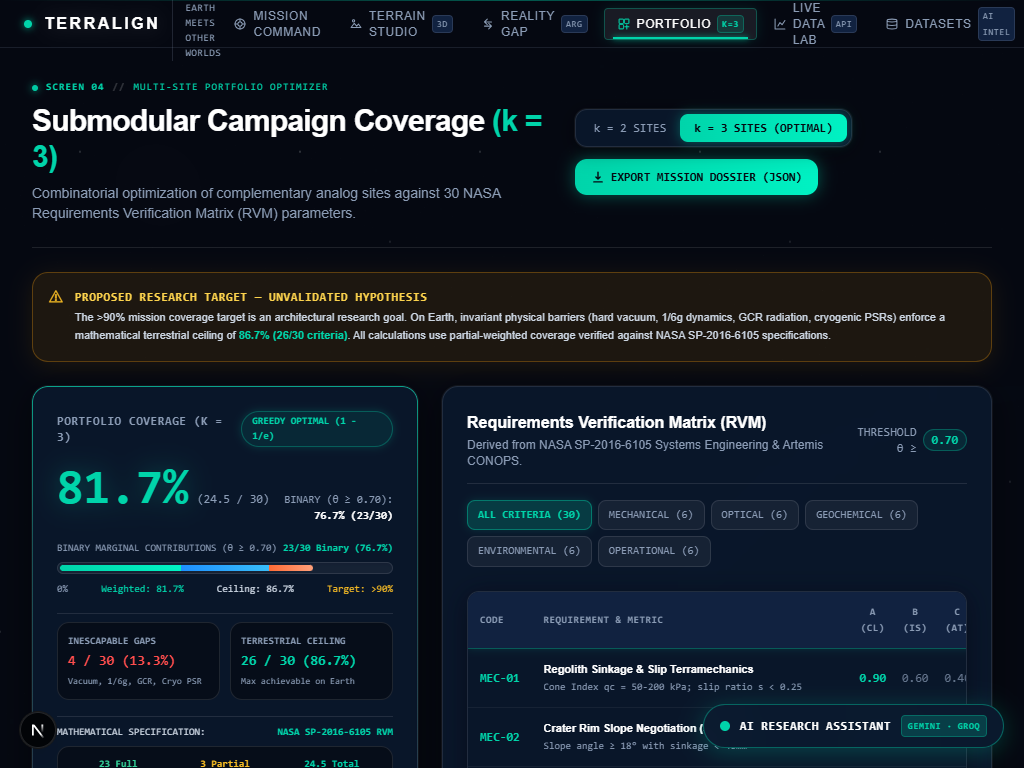 TERRALIGN
EARTH
MEETS
OTHER
WORLDS
MISSION
COMMAND
TERRAIN
STUDIO
3D
REALITY
GAP
ARG
PORTFOLIO
K=3
LIVE
DATA
LAB
API
DATASETS
AI
INTEL
SCREEN 04 // MULTI-SITE PORTFOLIO OPTIMIZER
Submodular Campaign Coverage (k =
3)
Combinatorial optimization of complementary analog sites against 30 NASA
Requirements Verification Matrix (RVM) parameters.
k = 2 SITES
k = 3 SITES (OPTIMAL)
EXPORT MISSION DOSSIER (JSON)
PROPOSED RESEARCH TARGET — UNVALIDATED HYPOTHESIS
The >90% mission coverage target is an architectural research goal. On Earth, invariant physical barriers (hard vacuum, 1/6g dynamics, GCR radiation, cryogenic PSRs) enforce a
mathematical terrestrial ceiling of 86.7% (26/30 criteria). All calculations use partial-weighted coverage verified against NASA SP-2016-6105 specifications.
PORTFOLIO COVERAGE (K =
3)
GREEDY OPTIMAL (1 -
1/e)
81.7% (24.5 / 30)
BINARY (θ ≥ 0.70):
76.7% (23/30)
BINARY MARGINAL CONTRIBUTIONS (θ ≥ 0.70) 23/30 Binary (76.7%)
0% Weighted: 81.7% Ceiling: 86.7% Target: >90%
INESCAPABLE GAPS
4 / 30 (13.3%)
Vacuum, 1/6g, GCR, Cryo PSR
TERRESTRIAL CEILING
26 / 30 (86.7%)
Max achievable on Earth
N
MATHEMATICAL SPECIFICATION: NASA SP-2016-6105 RVM
23 Full 3 Partial 24.5 Total
Requirements Verification Matrix (RVM)
Derived from NASA SP-2016-6105 Systems Engineering & Artemis
CONOPS.
THRESHOLD
θ ≥
0.70
ALL CRITERIA (30)
MECHANICAL (6)
OPTICAL (6)
GEOCHEMICAL (6)
ENVIRONMENTAL (6)
OPERATIONAL (6)
CODE REQUIREMENT & METRIC
A
(CL)
B
(IS)
C
(AT)
MEC-01
Regolith Sinkage & Slip Terramechanics
Cone Index qc = 50-200 kPa; slip ratio s < 0.25
0.90 0.60
MEC-02
Crater Rim Slope Negotiation (
Slope angle ≥ 18° with sinkage <
AI RESEARCH ASSISTANT
GEMINI · GROQ